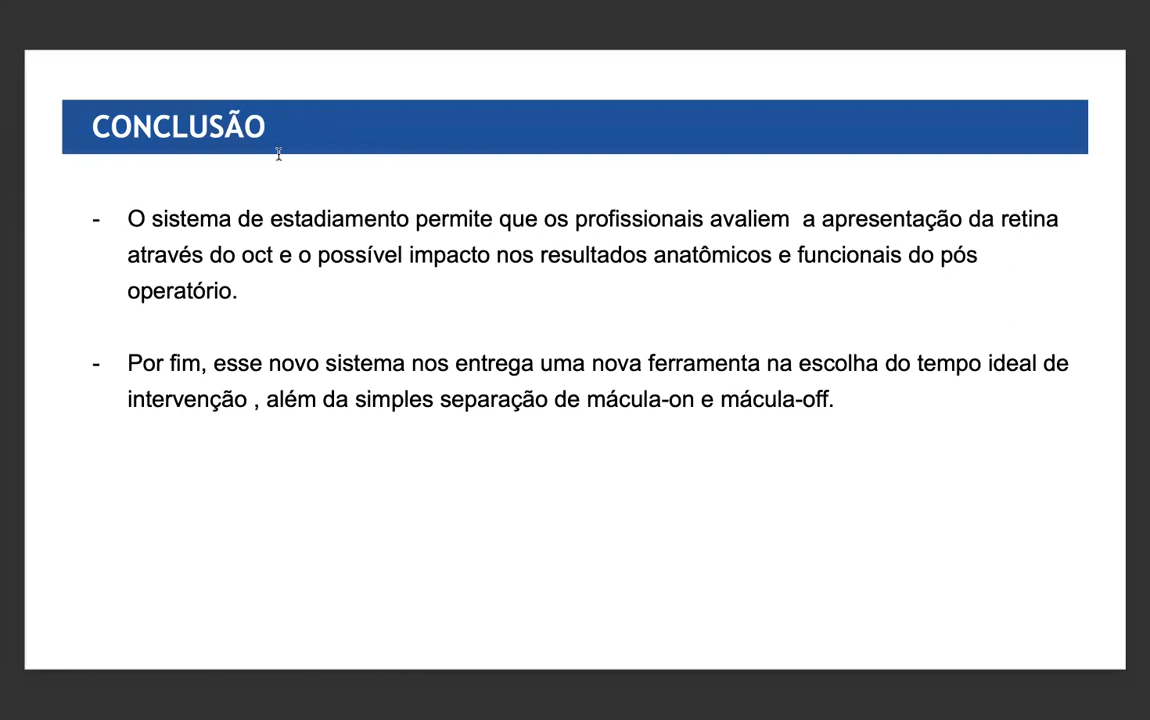 CONCLUSÃO
- O sistema de estadiamento permite que os profissionais avaliem  a apresentação da retina
através do oct e o possível impacto nos resultados anatômicos e funcionais do pós
operatório.
- Por fim, esse novo sistema nos entrega uma nova ferramenta na escolha do tempo ideal de
intervenção , além da simples separação de mácula-on e mácula-off.